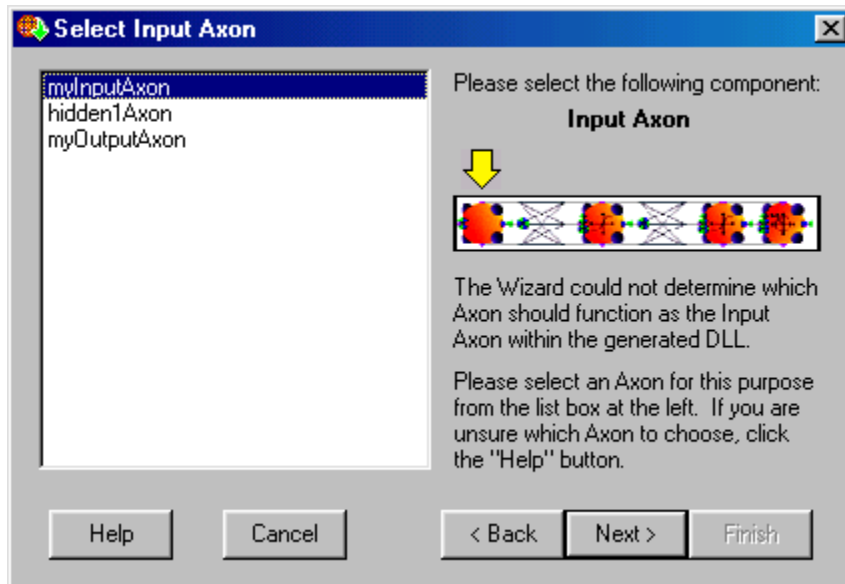 Select Input Axon
myInputAxon
hidden1Axon
myOutputAxon
Please select the following component:
Input Axon
The Wizard could not determine which
Axon should function as the Input
Axon within the generated DLL.
Please select an Axon for this purpose
from the list box at the left.  If you are
unsure which Axon to choose, click
the "Help" button.
Help
Cancel
< Back
Next >
Finish